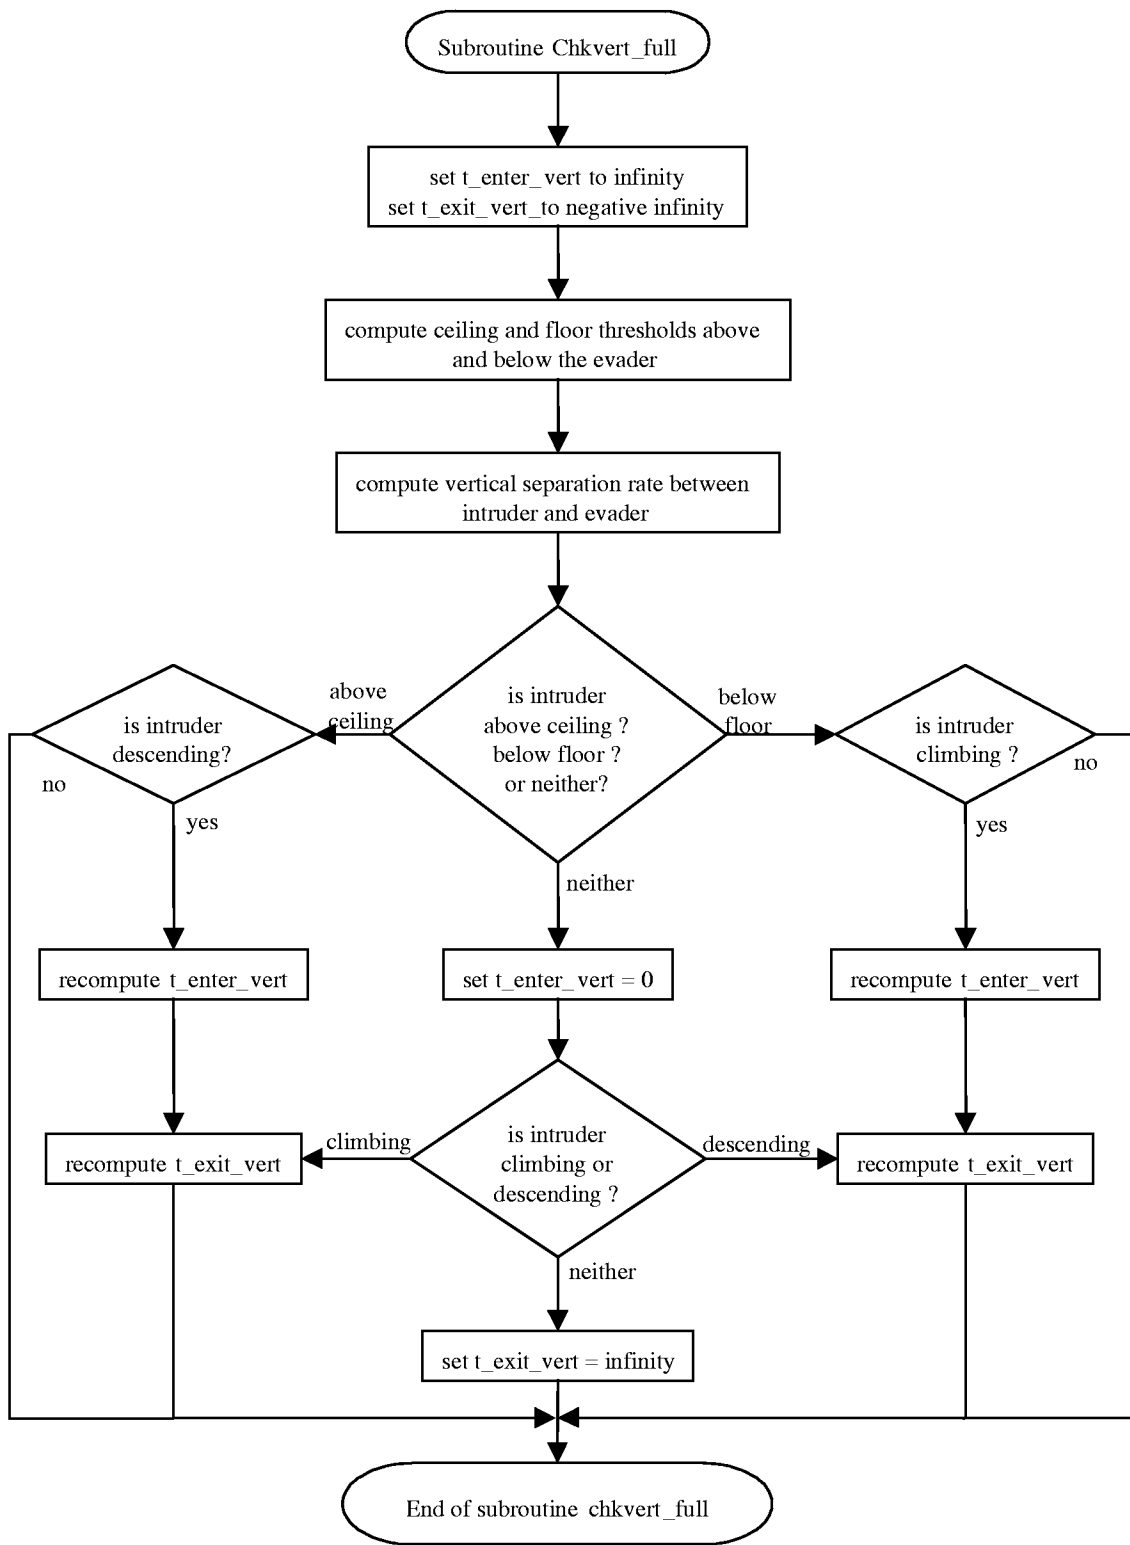 Subroutine Chkvert_full
set t_enter_vert to infinity
set t_exit_vert_to negative infinity
compute ceiling and floor thresholds above
and below the evader
compute vertical separation rate between
intruder and evader
is intruder
above ceiling ?
below floor ?
or neither?
above
ceiling
below
floor
neither
is intruder
descending?
no
yes
is intruder
climbing ?
no
yes
recompute t_enter_vert
set t_enter_vert = 0
recompute t_enter_vert
recompute t_exit_vert
climbing
is intruder
climbing or
descending ?
descending
recompute t_exit_vert
neither
set t_exit_vert = infinity
End of subroutine chkvert_full